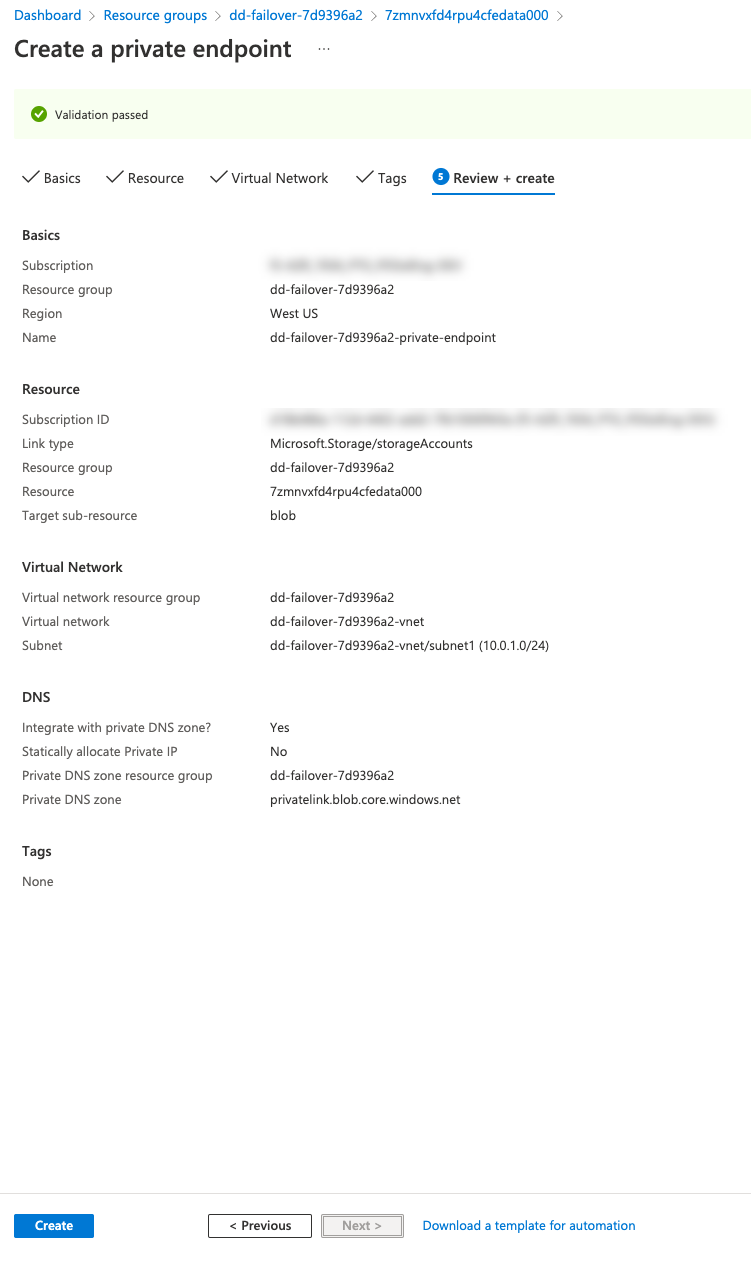 Dashboard > Resource groups > dd-failover-7d9396a2 > 7zmnvxfd4rpu4cfedata000 >
Create a private endpoint ...
Validation passed
Basics Resource Virtual Network Tags 5 Review + create
Basics
Subscription
Resource group dd-failover-7d9396a2
Region West US
Name dd-failover-7d9396a2-private-endpoint
Resource
Subscription ID
Link type Microsoft.Storage/storageAccounts
Resource group dd-failover-7d9396a2
Resource 7zmnvxfd4rpu4cfedata000
Target sub-resource blob
Virtual Network
Virtual network resource group dd-failover-7d9396a2
Virtual network dd-failover-7d9396a2-vnet
Subnet dd-failover-7d9396a2-vnet/subnet1 (10.0.1.0/24)
DNS
Integrate with private DNS zone? Yes
Statically allocate Private IP No
Private DNS zone resource group dd-failover-7d9396a2
Private DNS zone privatelink.blob.core.windows.net
Tags
None
Create < Previous Next > Download a template for automation